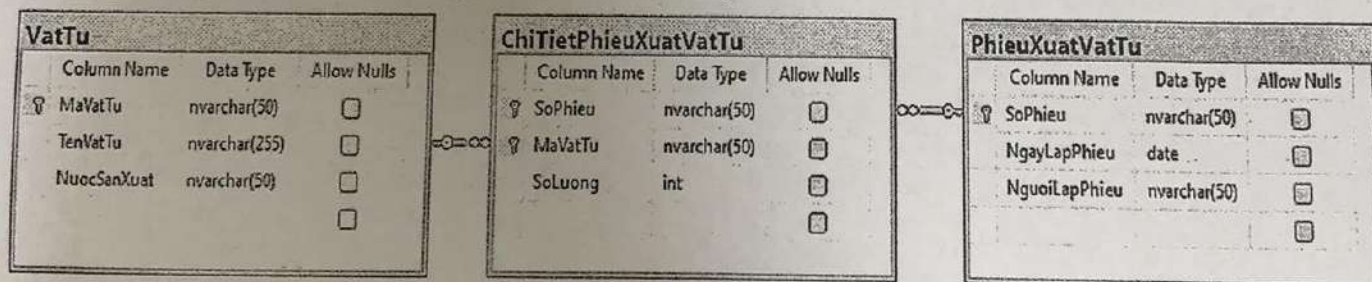 VatTu
Column Name Data Type Allow Nulls
MaVatTu nvarchar(50)
TenVatTu nvarchar(255)
NuocSanXuat nvarchar(50)
ChiTietPhieuXuatVatTu
Column Name Data Type Allow Nulls
SoPhieu nvarchar(50)
MaVatTu nvarchar(50)
SoLuong int
PhieuXuatVatTu
Column Name Data Type Allow Nulls
SoPhieu nvarchar(50)
NgayLapPhieu date
NguoiLapPhieu nvarchar(50)